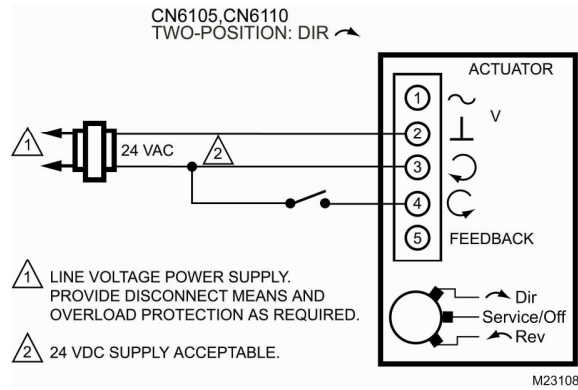 CN6105,CN6110
TWO-POSITION: DIR
ACTUATOR
1
V
1
24 VAC
2
2
3
4
5 FEEDBACK
1 LINE VOLTAGE POWER SUPPLY.
PROVIDE DISCONNECT MEANS AND
OVERLOAD PROTECTION AS REQUIRED.
2 24 VDC SUPPLY ACCEPTABLE.
Dir
Service/Off
Rev
M23108